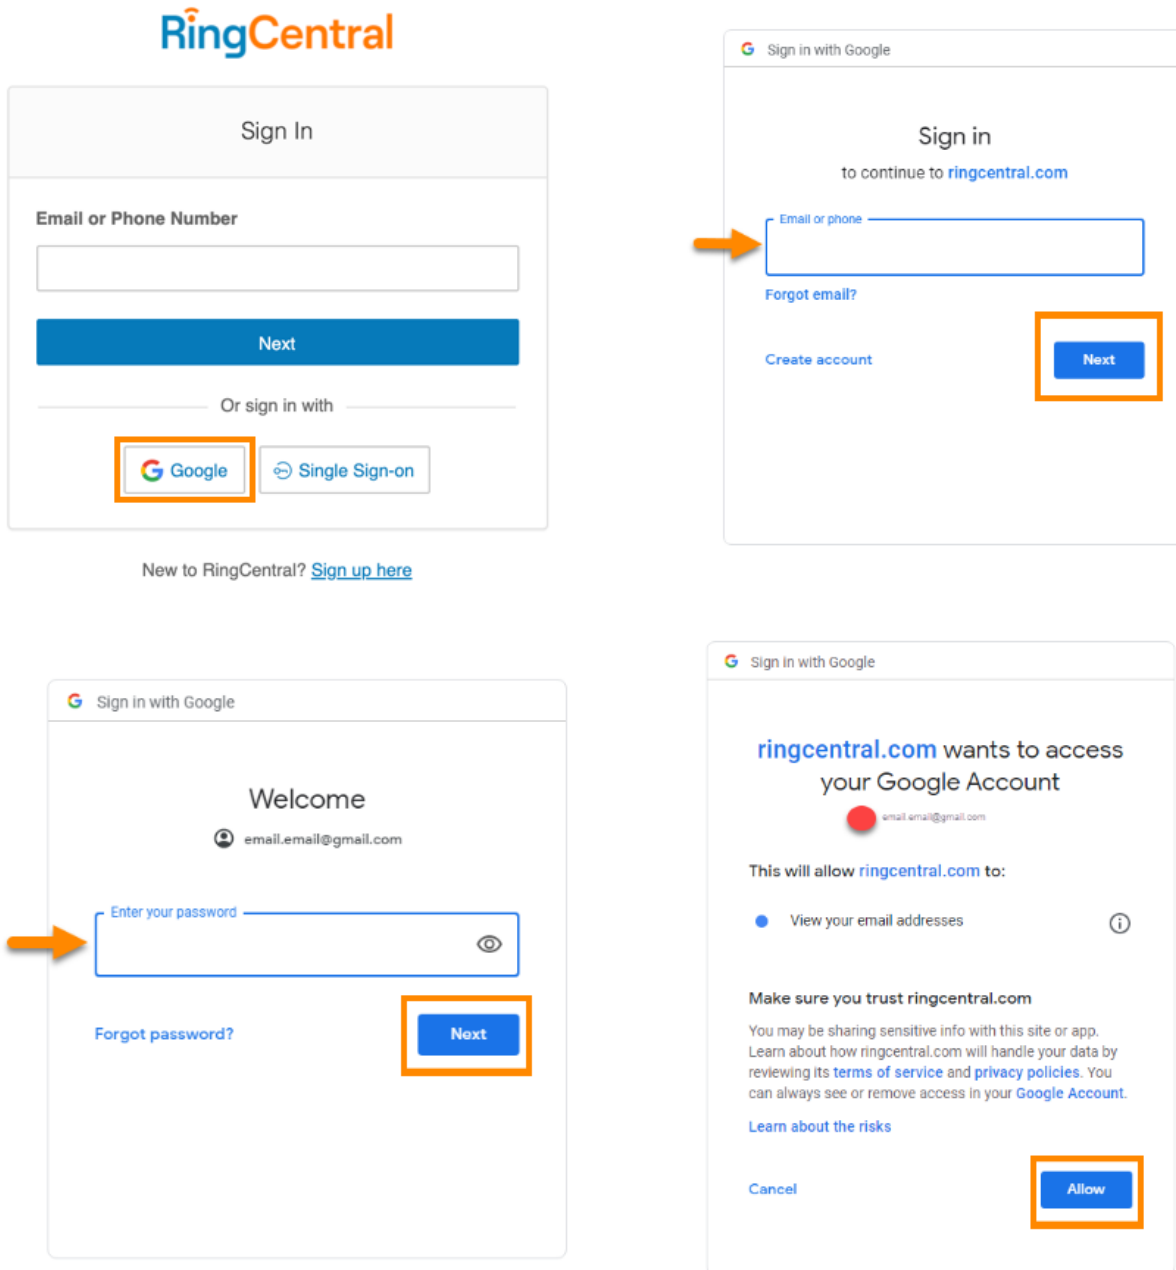 RingCentral
Sign In
Email or Phone Number
Next
Or sign in with
Google
Single Sign-on
New to RingCentral? Sign up here
Sign in with Google
Sign in
to continue to ringcentral.com
Email or phone
Forgot email?
Create account
Next
Sign in with Google
Welcome
email.email@gmail.com
Enter your password
Forgot password?
Next
Sign in with Google
ringcentral.com wants to access
your Google Account
email.email@gmail.com
This will allow ringcentral.com to:
View your email addresses
Make sure you trust ringcentral.com
You may be sharing sensitive info with this site or app.
Learn about how ringcentral.com will handle your data by
reviewing its terms of service and privacy policies. You
can always see or remove access in your Google Account.
Learn about the risks
Cancel
Allow